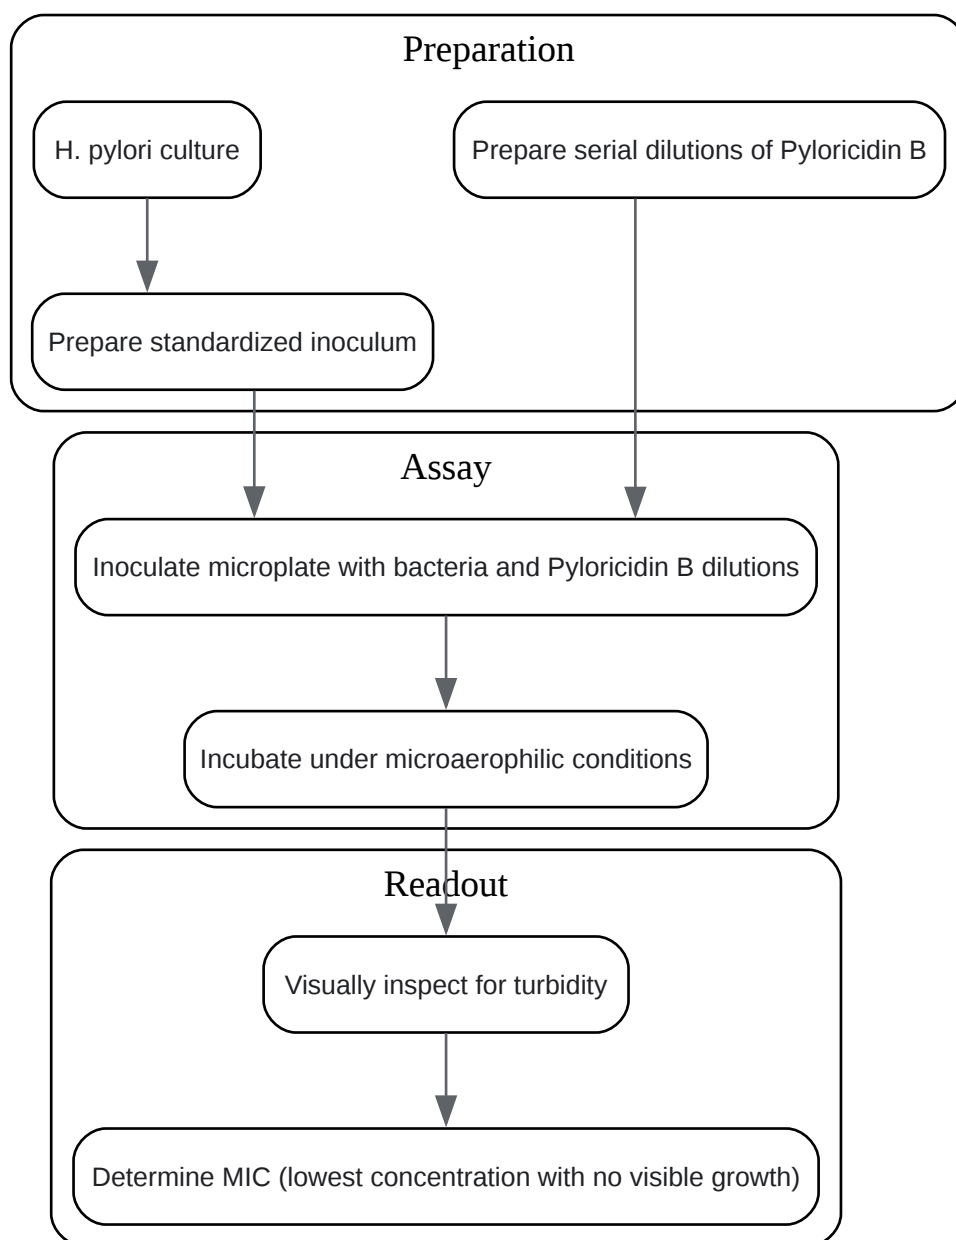 Preparation
H. pylori culture
Prepare serial dilutions of Pyloricidin B
Prepare standardized inoculum
Assay
Inoculate microplate with bacteria and Pyloricidin B dilutions
Incubate under microaerophilic conditions
Readout
Visually inspect for turbidity
Determine MIC (lowest concentration with no visible growth)